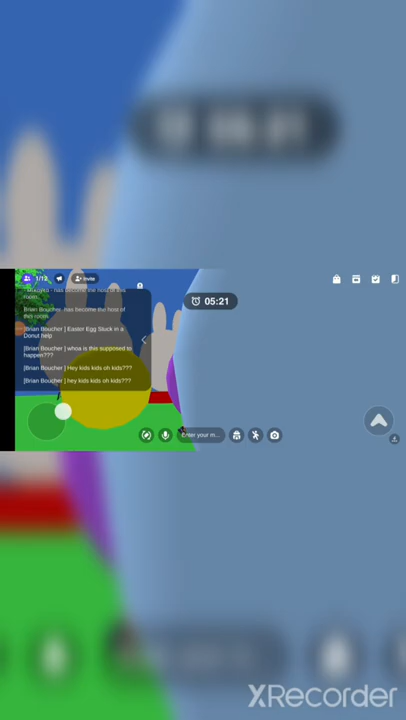 1/12
Invite
has become the host of this
room.
Brian Boucher has become the host of
this room.
[Brian Boucher ] Easter Egg Stuck in a
Donut help
[Brian Boucher ] whoa is this supposed to
happen???
[Brian Boucher ] Hey kids kids oh kids???
[Brian Boucher ] hey kids kids oh kids???
05:21
Enter your m...
XRecorder